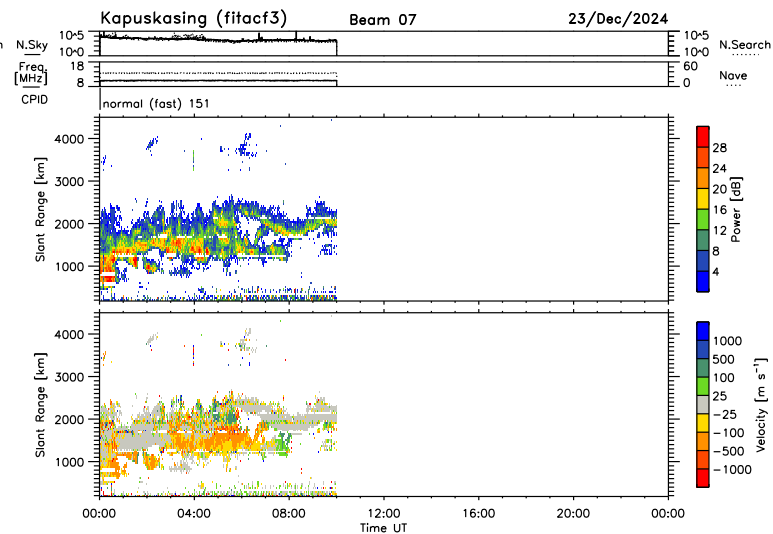 Kapuskasing (fitacf3) Beam 07 23/Dec/2024
n N.Sky 10^5 10^0 10^5 10^0 N.Search
Freq. [MHz] 18 8 60 0 Nave
CPID normal (fast) 151
Slant Range [km] 4000 3000 2000 1000
28 24 20 16 12 8 4 Power [dB]
Slant Range [km] 4000 3000 2000 1000
1000 500 100 25 -25 -100 -500 -1000 Velocity [m s⁻¹]
00:00 04:00 08:00 12:00 16:00 20:00 00:00
Time UT